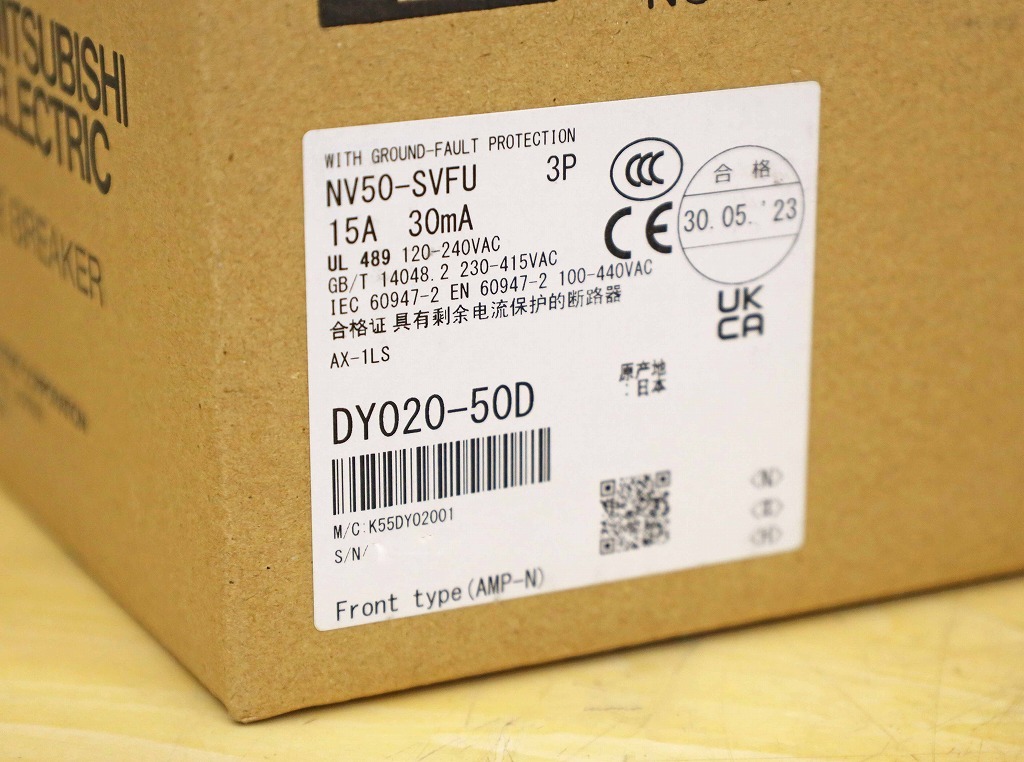 MITSUBISHI
ELECTRIC
BREAKER
WITH GROUND-FAULT PROTECTION
NV50-SVFU 3P
15A 30mA
UL 489 120-240VAC
GB/T 14048.2 230-415VAC
IEC 60947-2 EN 60947-2 100-440VAC
合格证 具有剩余电流保护的断路器
AX-1LS
CCC
CE
合格
30.05.'23
UK
CA
原产地
:日本
DY020-50D
M/C:K55DY02001
S/N/
Front type(AMP-N)